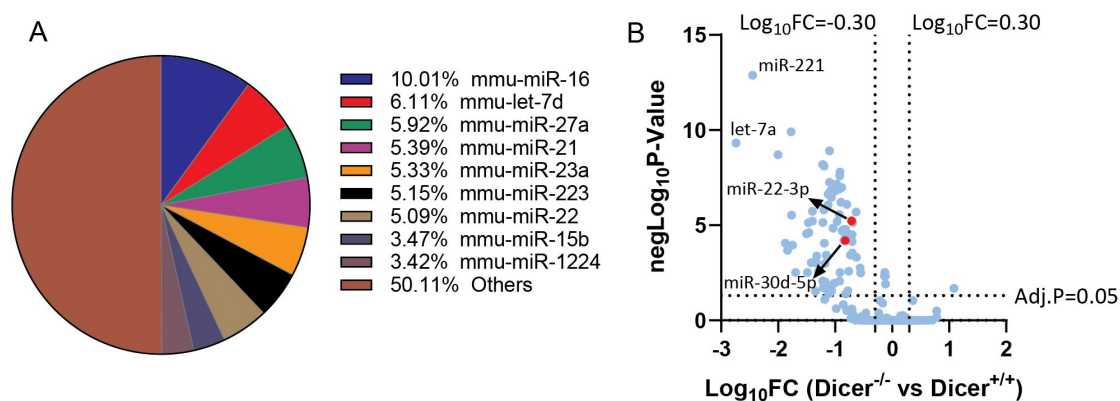 A
10.01% mmu-miR-16
6.11% mmu-let-7d
5.92% mmu-miR-27a
5.39% mmu-miR-21
5.33% mmu-miR-23a
5.15% mmu-miR-223
5.09% mmu-miR-22
3.47% mmu-miR-15b
3.42% mmu-miR-1224
50.11% Others
B
Log₁₀FC=-0.30
Log₁₀FC=0.30
negLog₁₀P-Value
15
10
5
0
miR-221
let-7a
miR-22-3p
miR-30d-5p
Adj.P=0.05
-3 -2 -1 0 1 2
Log₁₀FC (Dicer⁻/⁻ vs Dicer⁺/⁺)